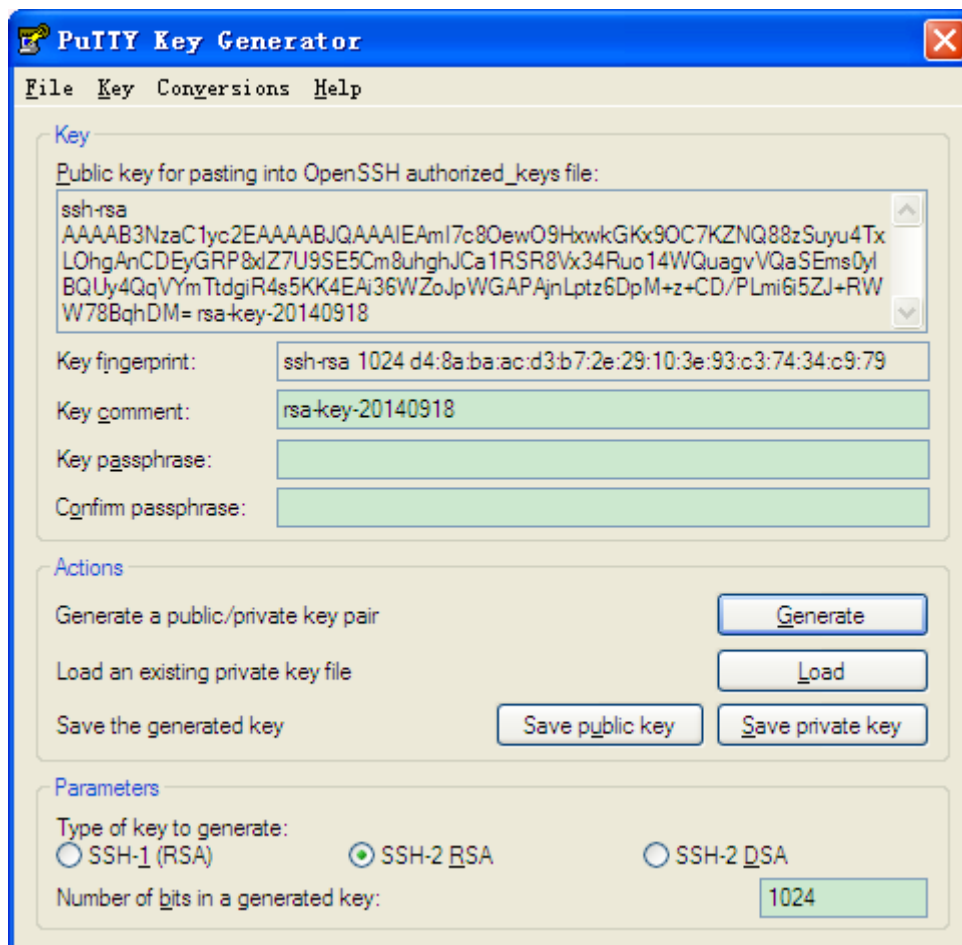 PuTTY Key Generator
File Key Conversions Help
Key
Public key for pasting into OpenSSH authorized_keys file:
ssh-rsa
AAAAB3NzaC1yc2EAAAABJQAAAIEAmI7c8OewO9HxwkGKx9OC7KZNQ88zSuyu4Tx
LOhgAnCDEyGRP8xlZ7U9SE5Cm8uhghJCa1RSR8Vx34Ruo14WQuagvVQaSEms0yl
BQUy4QqVYmTtdgiR4s5KK4EAi36WZoJpWGAPAjnLptz6DpM+z+CD/PLmi6i5ZJ+RW
W78BqhDM= rsa-key-20140918
Key fingerprint: ssh-rsa 1024 d4:8a:ba:ac:d3:b7:2e:29:10:3e:93:c3:74:34:c9:79
Key comment: rsa-key-20140918
Key passphrase:
Confirm passphrase:
Actions
Generate a public/private key pair Generate
Load an existing private key file Load
Save the generated key Save public key Save private key
Parameters
Type of key to generate:
SSH-1 (RSA) SSH-2 RSA SSH-2 DSA
Number of bits in a generated key: 1024